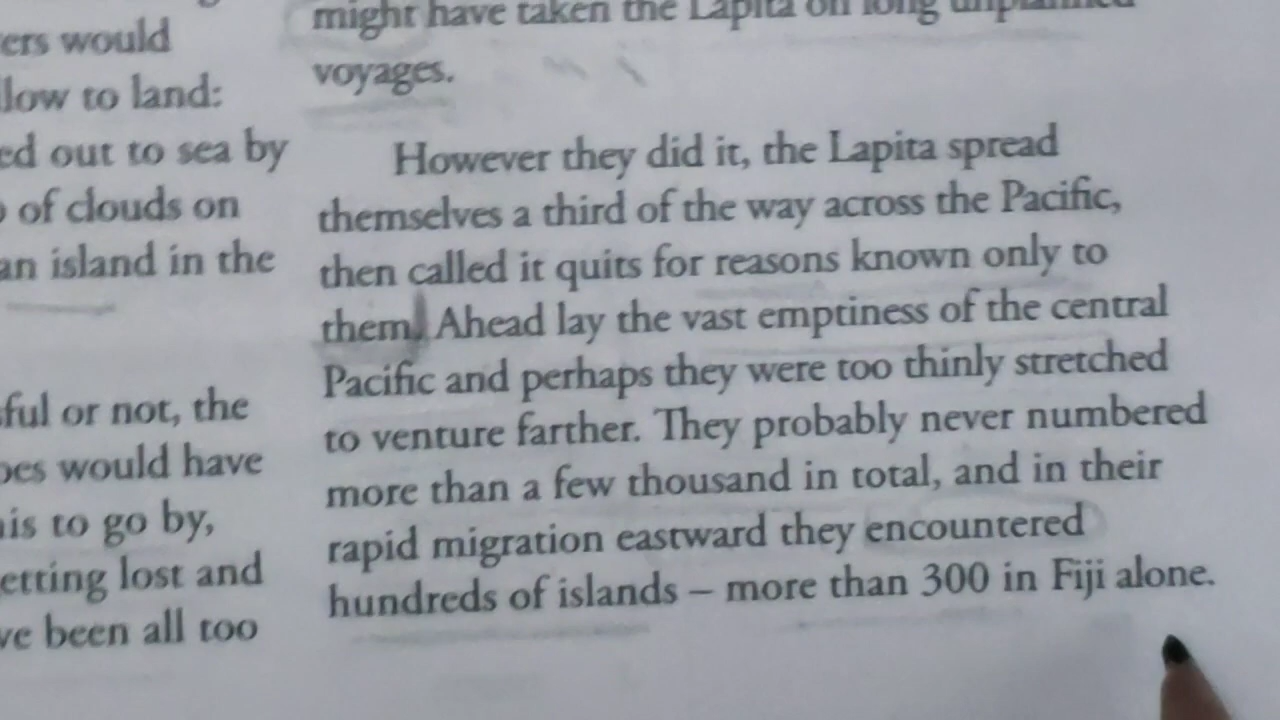 ers would
low to land:
ed out to sea by
of clouds on
an island in the
ful or not, the
oes would have
is to go by,
etting lost and
ve been all too
might have taken the Lapita on long unplanned
voyages.
However they did it, the Lapita spread
themselves a third of the way across the Pacific,
then called it quits for reasons known only to
them. Ahead lay the vast emptiness of the central
Pacific and perhaps they were too thinly stretched
to venture farther. They probably never numbered
more than a few thousand in total, and in their
rapid migration eastward they encountered
hundreds of islands – more than 300 in Fiji alone.